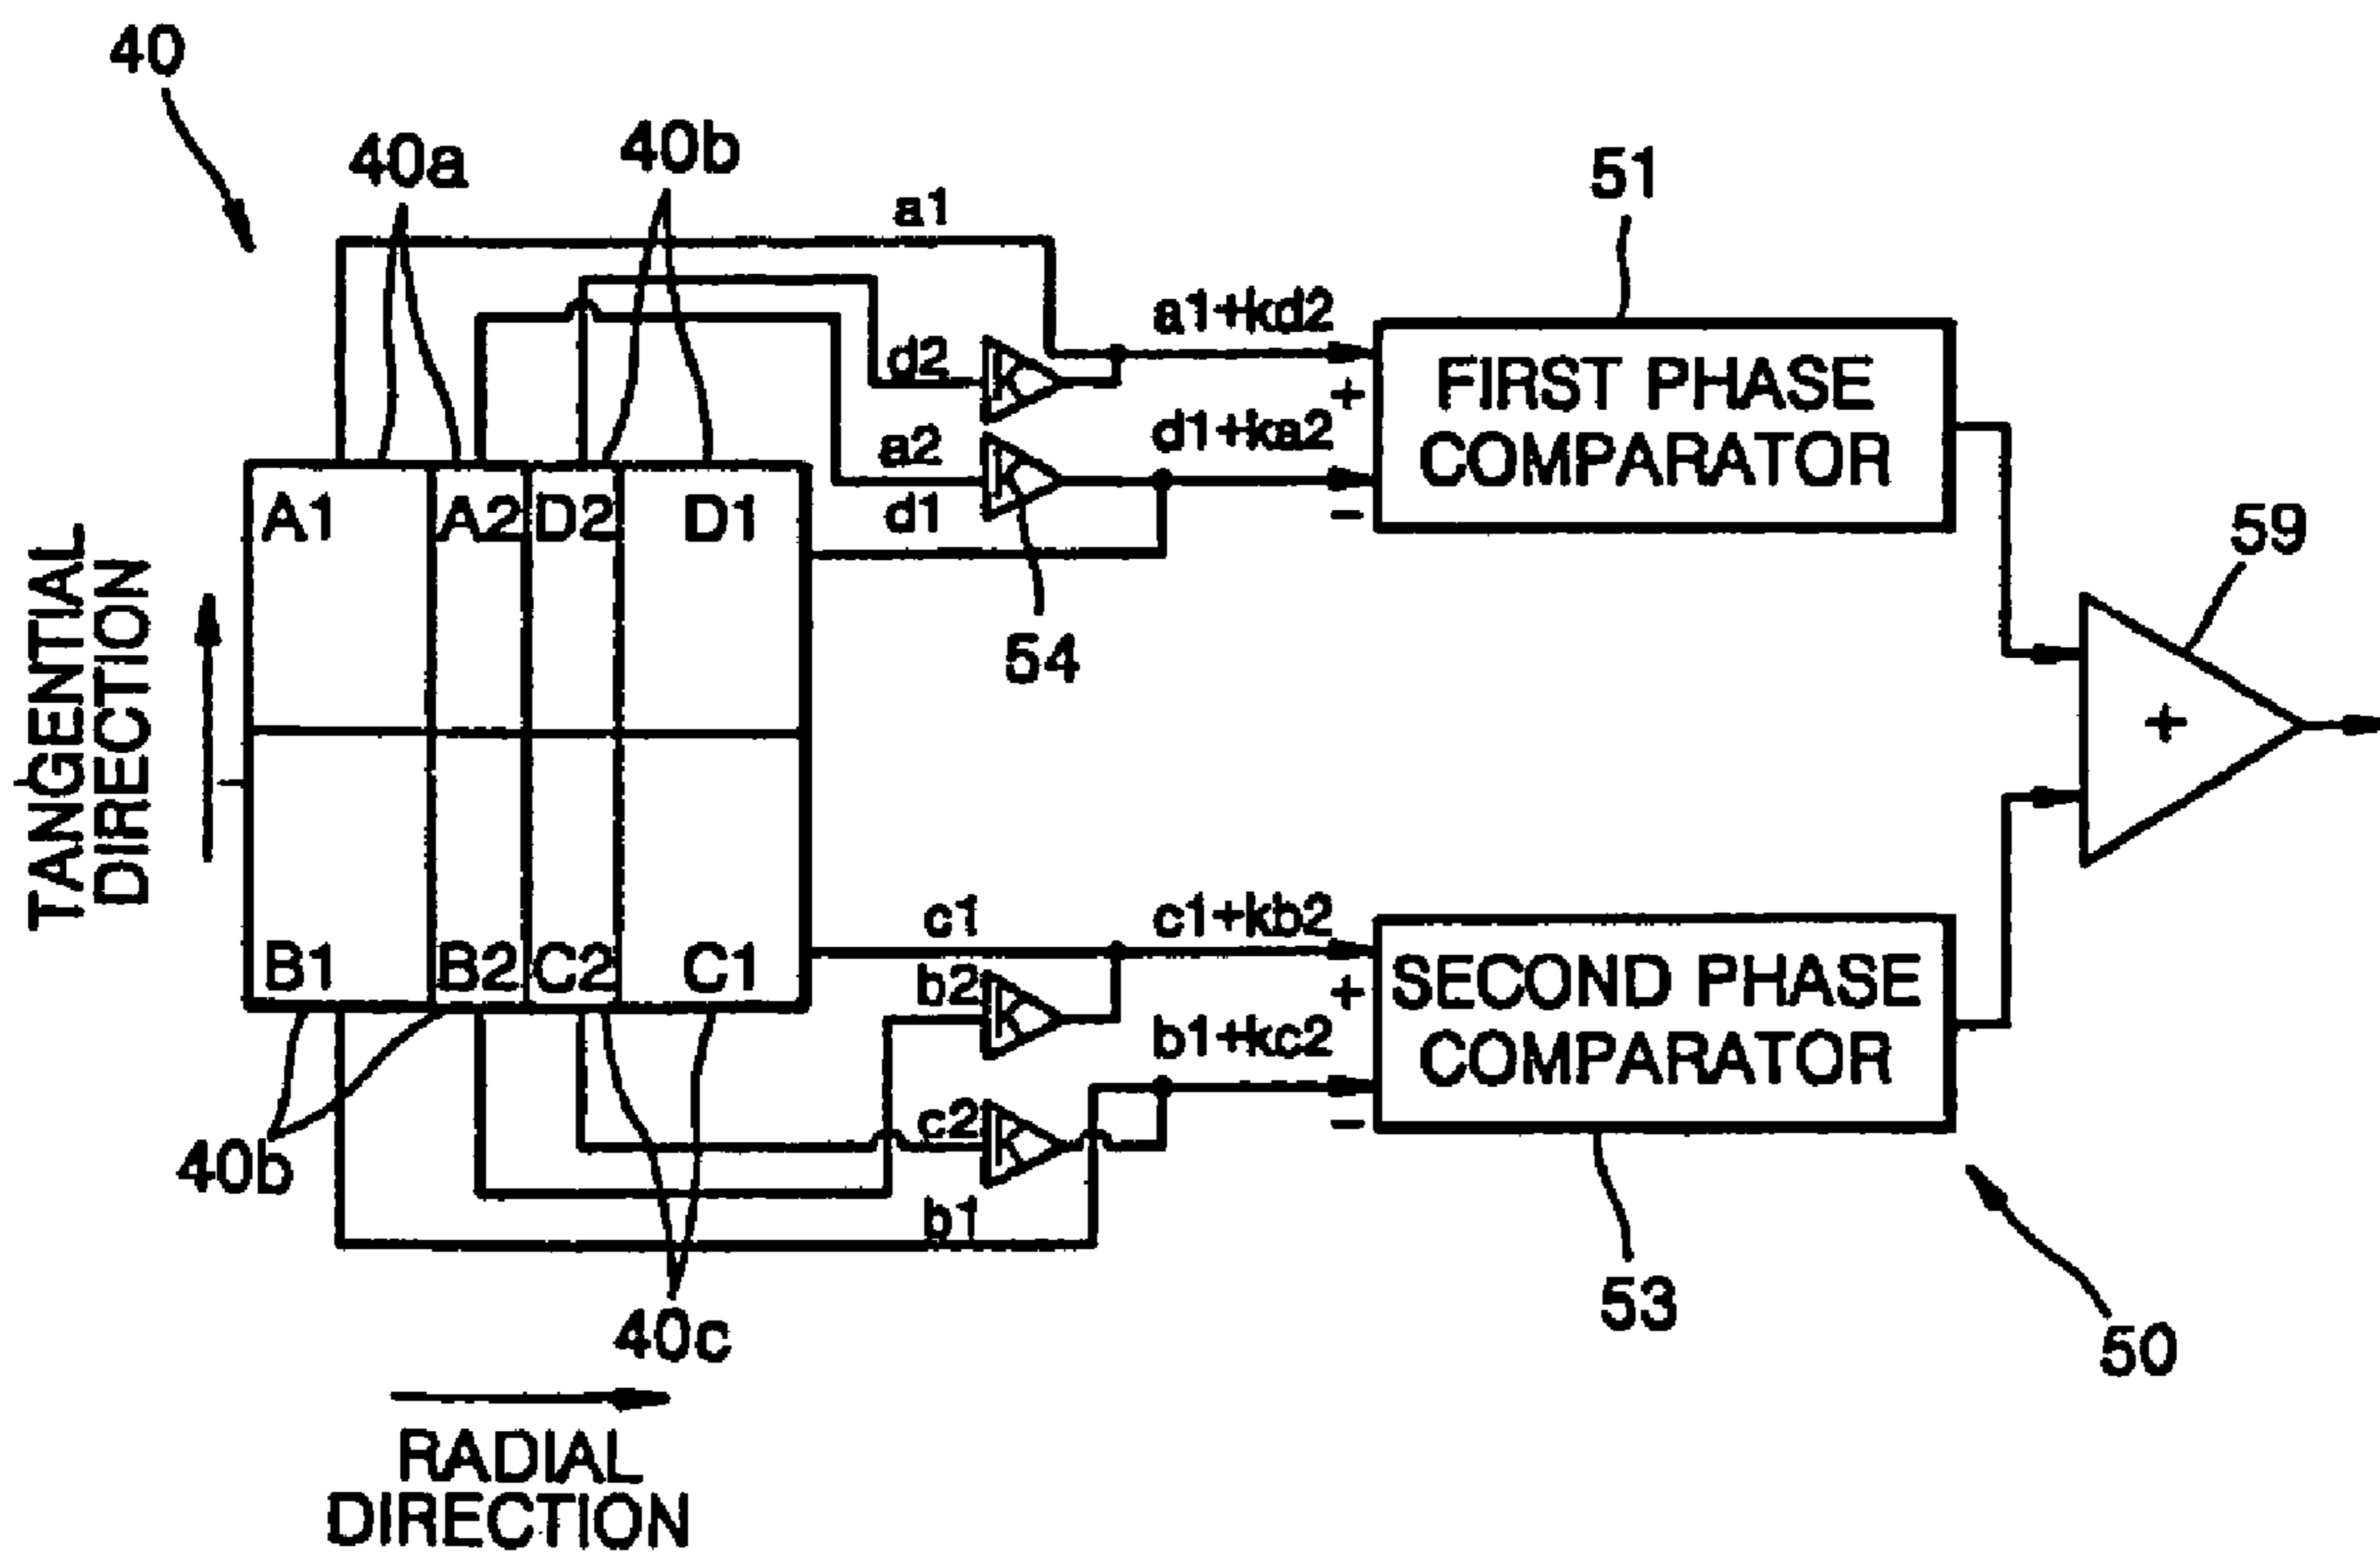 40
40a
40b
51
a1
a1+kd2
d2
K
+
FIRST PHASE
COMPARATOR
a2
d1+ka2
K
d1
−
A1
A2
D2
D1
59
54
TANGENTIAL
DIRECTION
+
c1
c1+kb2
B1
B2
C2
C1
b2
K
+
SECOND PHASE
COMPARATOR
b1+kc2
c2
K
−
40b
b1
53
40c
50
RADIAL
DIRECTION